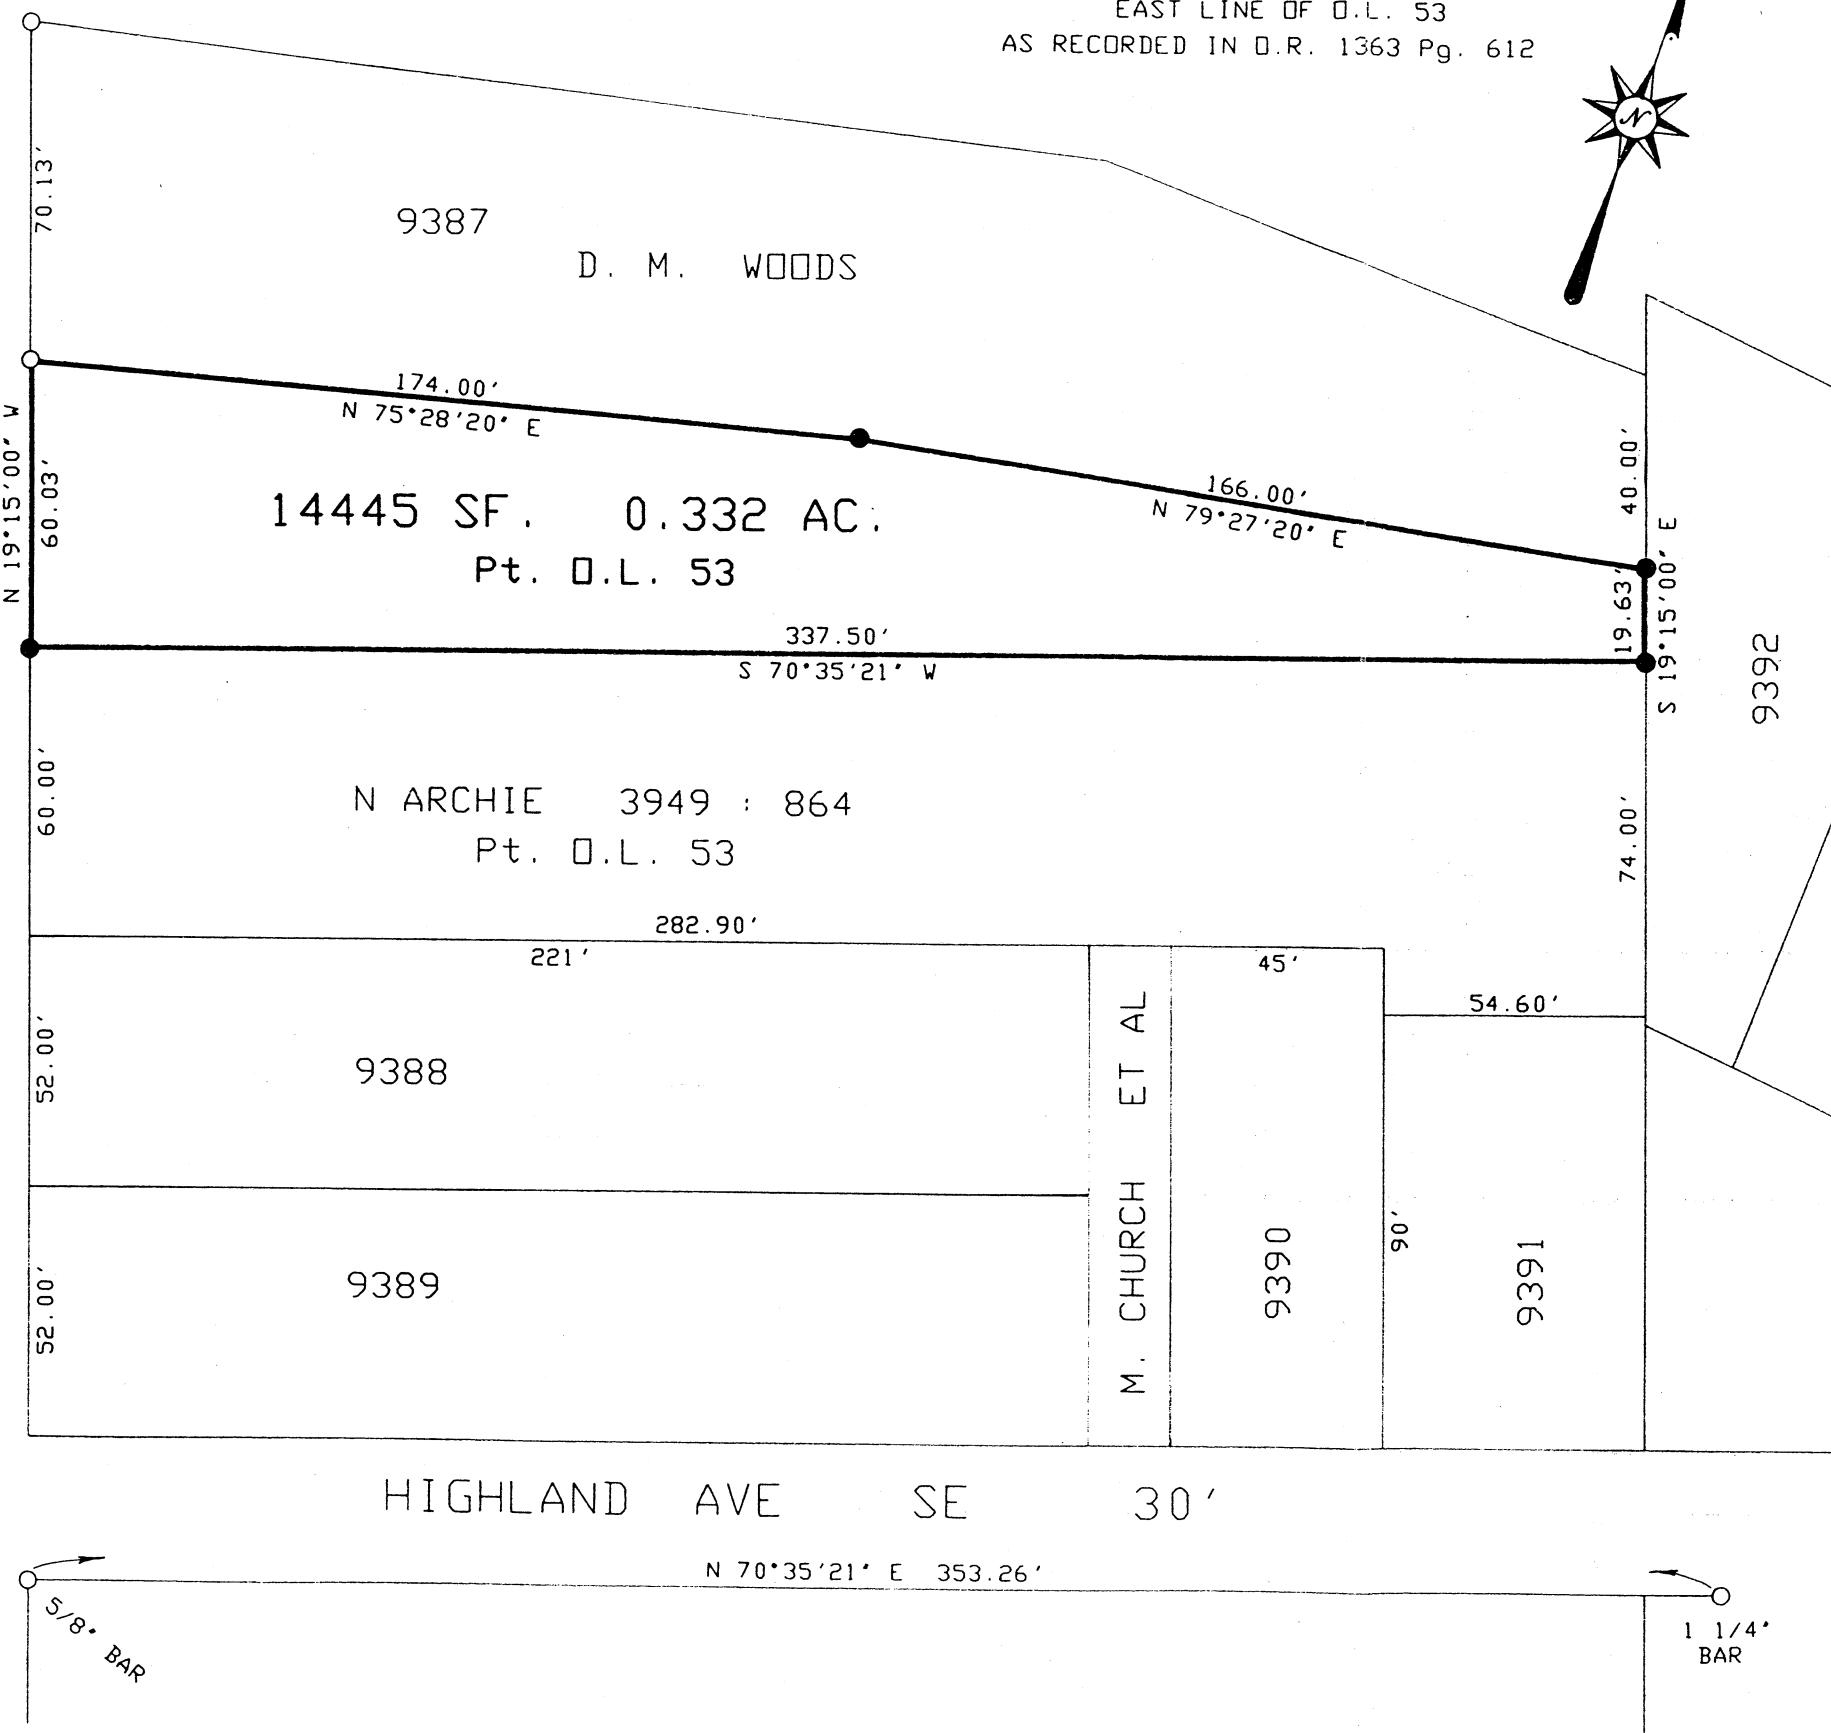 EAST LINE OF O.L. 53
AS RECORDED IN O.R. 1363 Pg. 612
N
70.13'
9387
D. M. WOODS
174.00'
N 75°28'20" E
N 19°15'00" W
60.03'
14445 SF. 0.332 AC.
Pt. O.L. 53
166.00'
N 79°27'20" E
40.00'
19.63'
S 19°15'00" E
9392
337.50'
S 70°35'21" W
60.00'
N ARCHIE 3949 : 864
Pt. O.L. 53
74.00'
282.90'
221'
45'
54.60'
52.00'
9388
M. CHURCH ET AL
9390
90'
9391
52.00'
9389
HIGHLAND AVE SE 30'
N 70°35'21" E 353.26'
5/8" BAR
1 1/4"
BAR